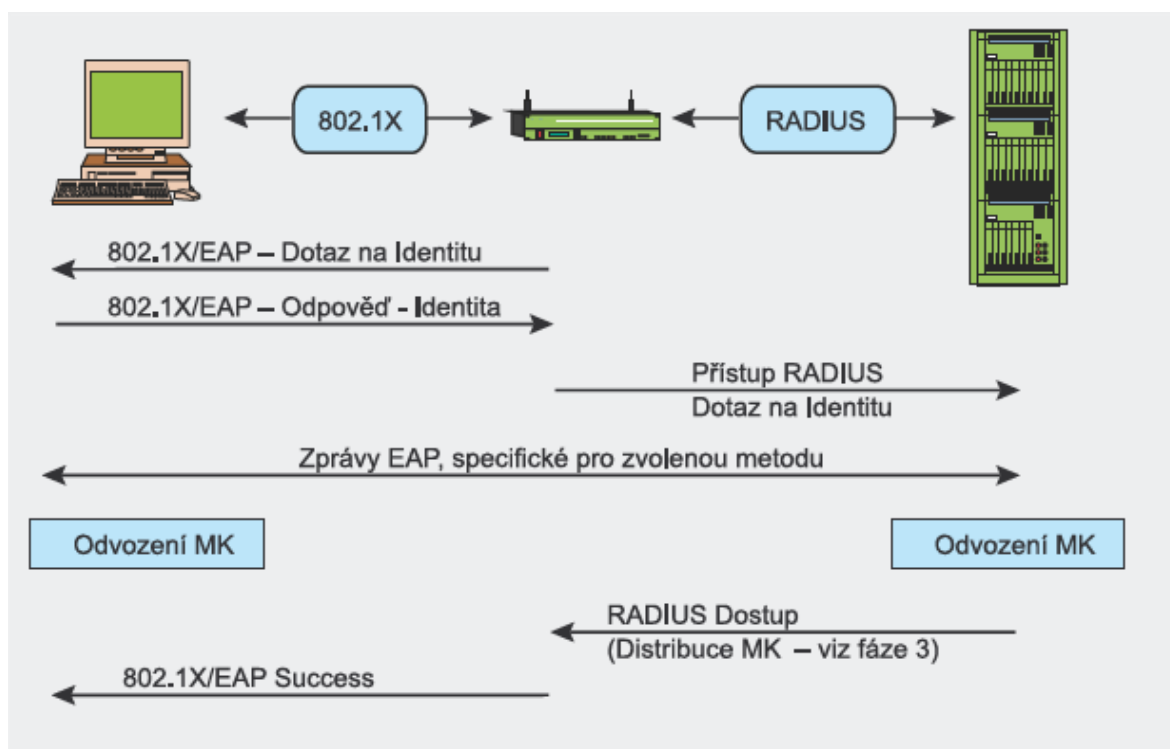 802.1X
RADIUS
802.1X/EAP – Dotaz na Identitu
802.1X/EAP – Odpověď - Identita
Přístup RADIUS
Dotaz na Identitu
Zprávy EAP, specifické pro zvolenou metodu
Odvození MK
Odvození MK
RADIUS Dostup
(Distribuce MK – viz fáze 3)
802.1X/EAP Success